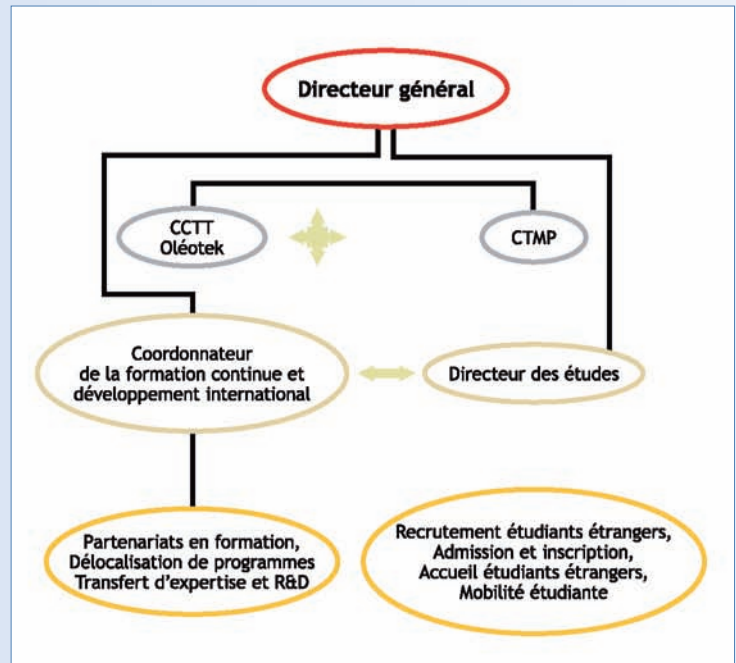 Directeur général
CCTT
Oléotek
CTMP
Coordonnateur
de la formation continue et
développement international
Directeur des études
Partenariats en formation,
Délocalisation de programmes
Transfert d'expertise et R&D
Recrutement étudiants étrangers,
Admission et inscription,
Accueil étudiants étrangers,
Mobilité étudiante